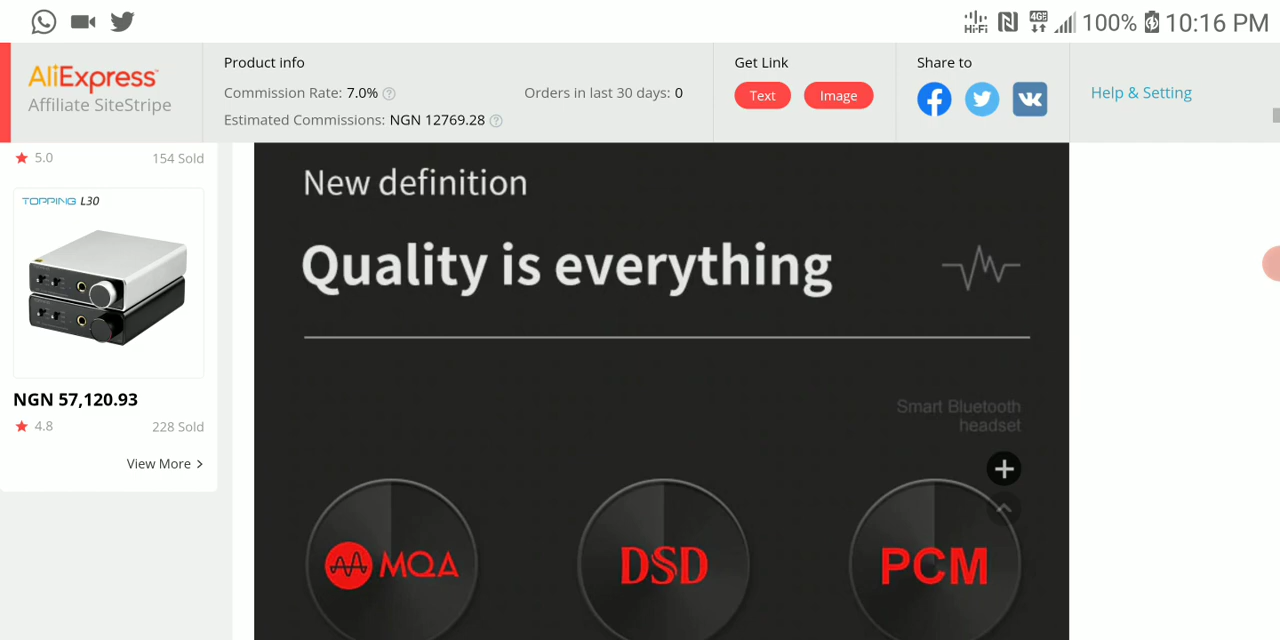 Hi-Fi
4GE
100%
10:16 PM
AliExpress
Affiliate SiteStripe
Product info
Commission Rate: 7.0% ?
Orders in last 30 days: 0
Estimated Commissions: NGN 12769.28 ?
Get Link
Text
Image
Share to
Help & Setting
5.0
154 Sold
TOPPING L30
NGN 57,120.93
4.8
228 Sold
View More >
New definition
Quality is everything
Smart Bluetooth
headset
MQA
DSD
PCM